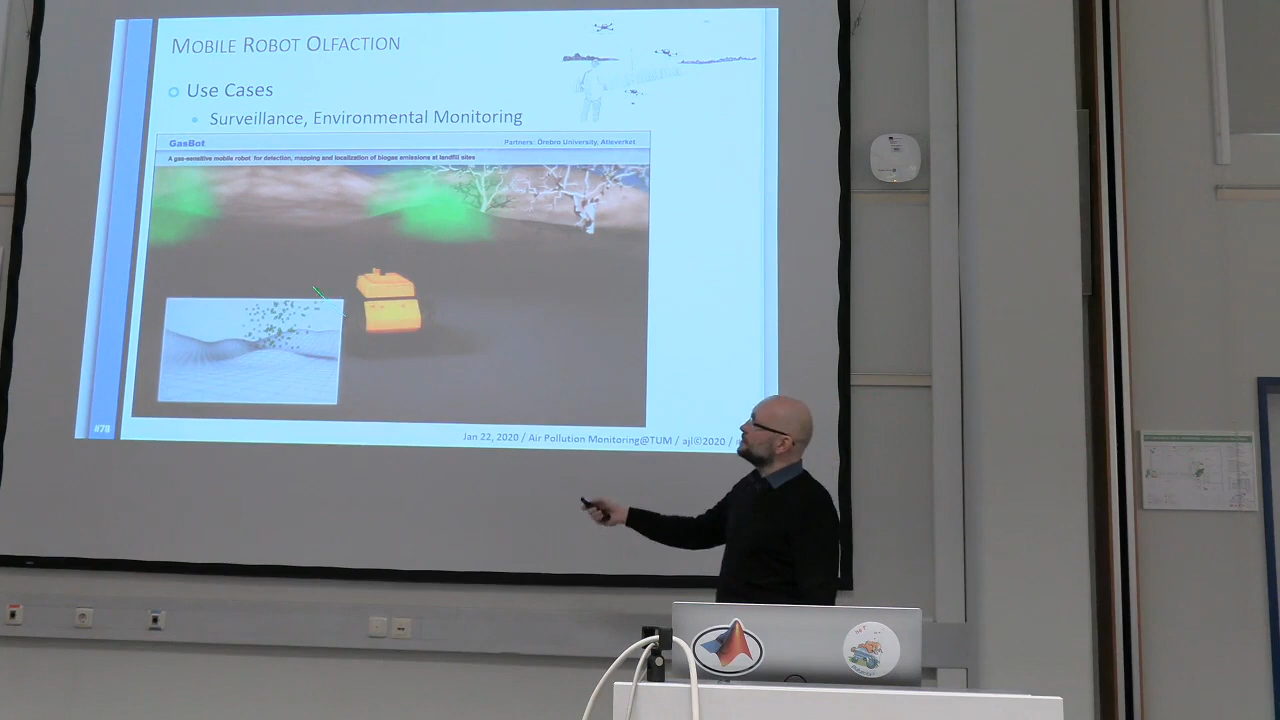 MOBILE ROBOT OLFACTION
Use Cases
Surveillance, Environmental Monitoring
GasBot
Partners: Örebro University, Atleverket
A gas-sensitive mobile robot for detection, mapping and localization of biogas emissions at landfill sites
#78
Jan 22, 2020 / Air Pollution Monitoring@TUM / ajl©2020 /